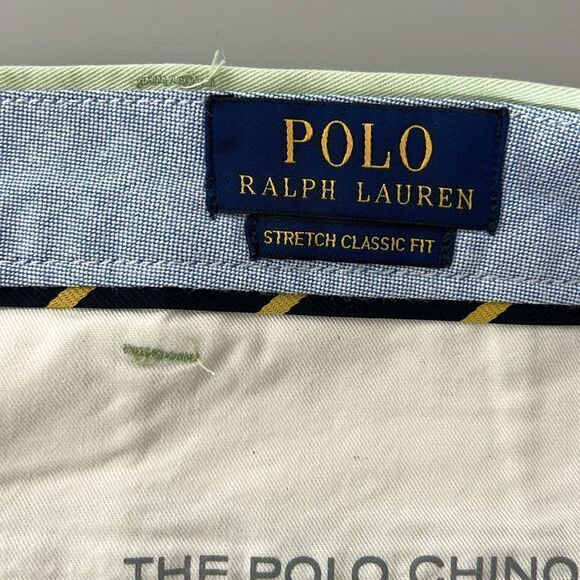 POLO
RALPH LAUREN
STRETCH CLASSIC FIT
THE POLO CHINO